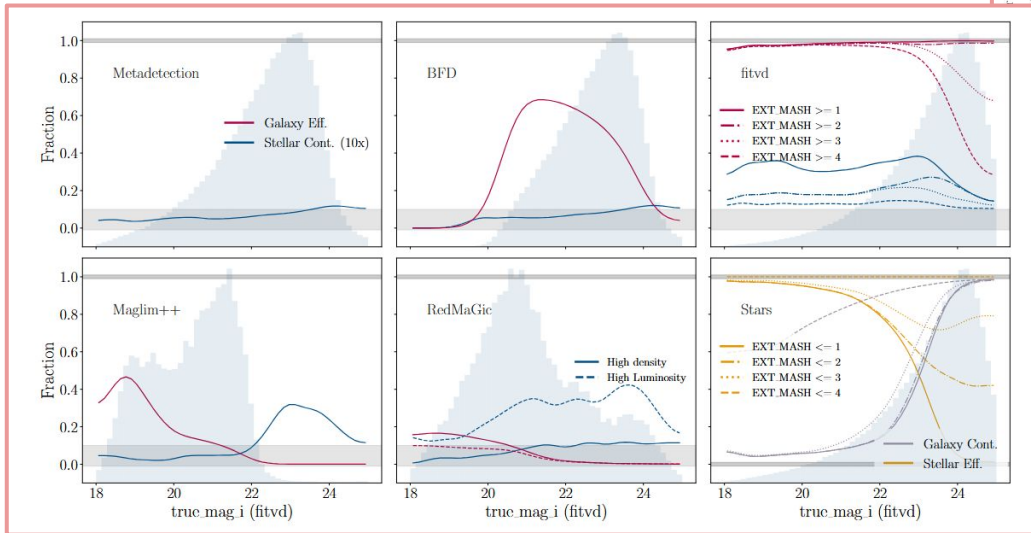 Fraction
1.0
0.8
0.6
0.4
0.2
0.0
Metadetection
Galaxy Eff.
Stellar Cont. (10x)
BFD
fitvd
EXT_MASH >= 1
EXT_MASH >= 2
EXT_MASH >= 3
EXT_MASH >= 4
Fraction
1.0
0.8
0.6
0.4
0.2
0.0
Maglim++
18
20
22
24
true_mag_i (fitvd)
RedMaGic
High density
High Luminosity
18
20
22
24
true_mag_i (fitvd)
Stars
EXT_MASH <= 1
EXT_MASH <= 2
EXT_MASH <= 3
EXT_MASH <= 4
Galaxy Cont.
Stellar Eff.
18
20
22
24
true_mag_i (fitvd)